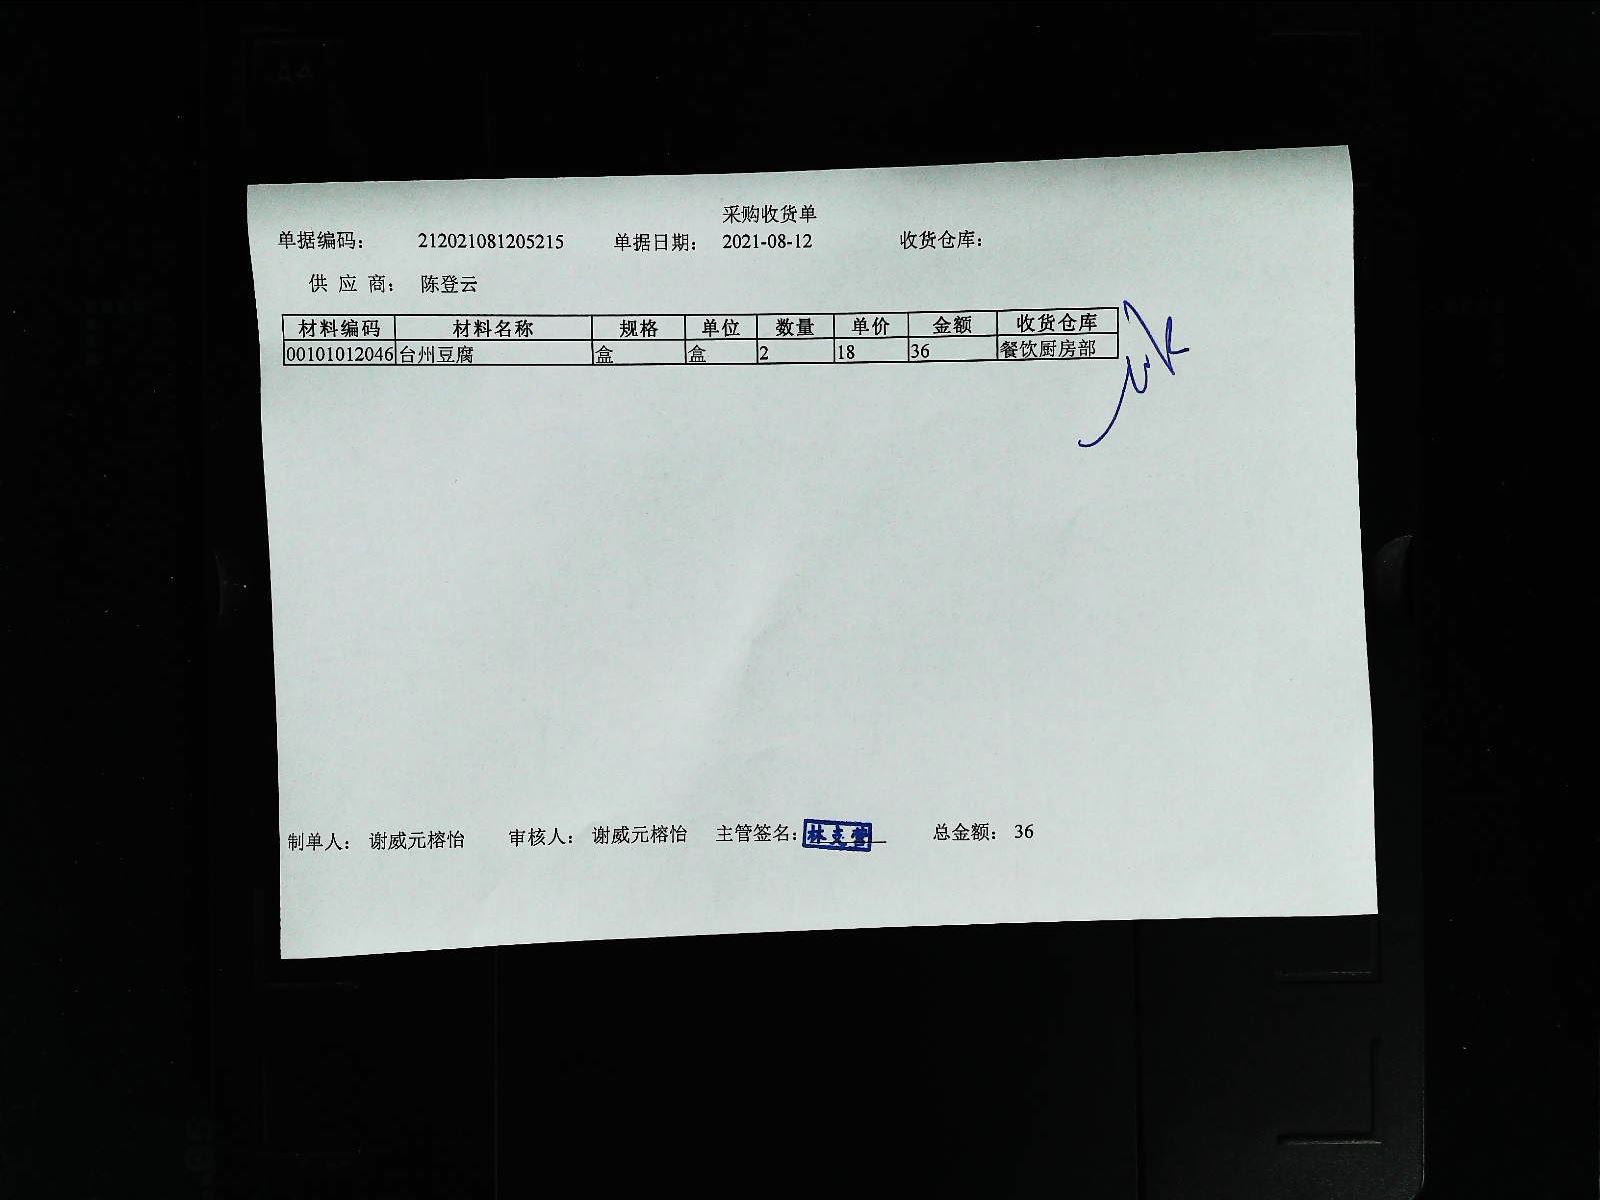 采购收货单
单据编码： 212021081205215 单据日期： 2021-08-12 收货仓库：
供 应 商： 陈登云
材料编码 材料名称 规格 单位 数量 单价 金额 收货仓库
00101012046 台州豆腐 盒 盒 2 18 36 餐饮厨房部
制单人： 谢威元榕怡 审核人： 谢威元榕怡 主管签名： 总金额： 36